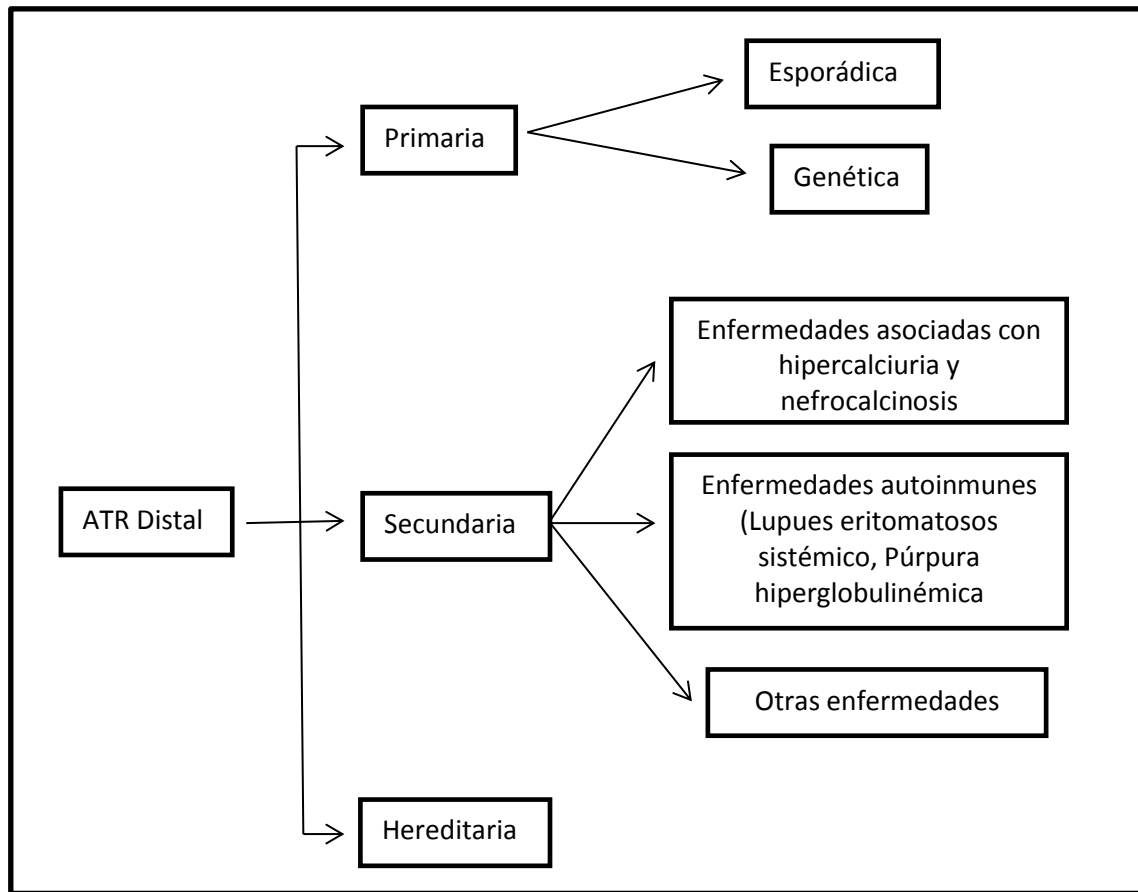 Esporádica
Primaria
Genética
Enfermedades asociadas con
hipercalciuria y
nefrocalcinosis
Enfermedades autoinmunes
(Lupues eritomatosos
sistémico, Púrpura
hiperglobulinémica
ATR Distal
Secundaria
Otras enfermedades
Hereditaria